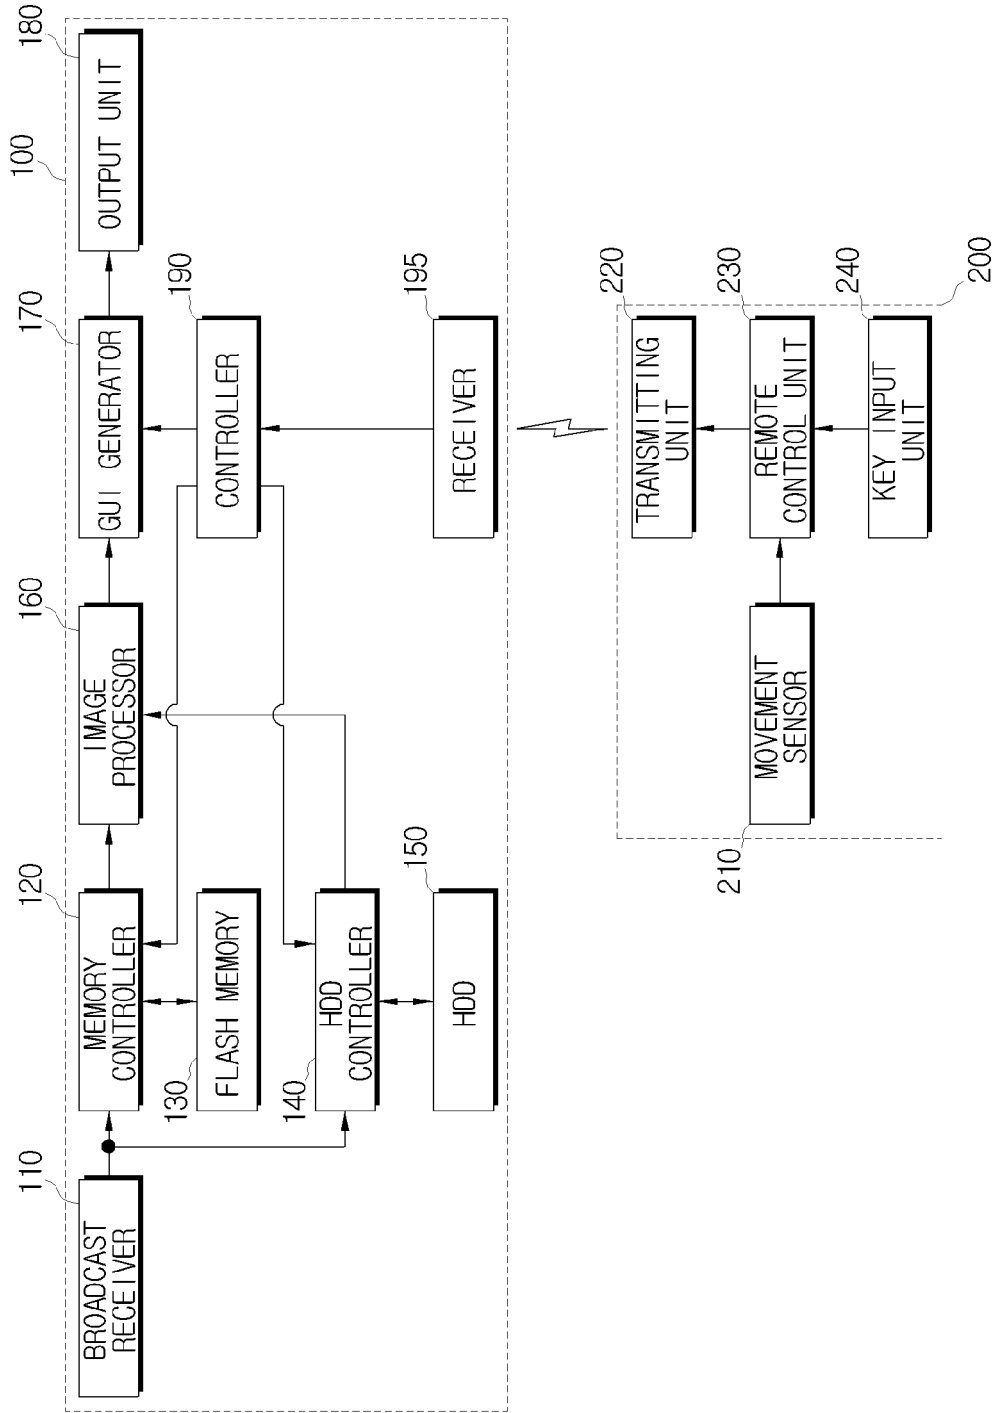 100
110
BROADCAST
RECEIVER
120
MEMORY
CONTROLLER
160
IMAGE
PROCESSOR
170
GUI GENERATOR
180
OUTPUT UNIT
130
FLASH MEMORY
190
CONTROLLER
140
HDD
CONTROLLER
150
HDD
195
RECEIVER
220
TRANSMITTING
UNIT
210
MOVEMENT
SENSOR
230
REMOTE
CONTROL UNIT
240
KEY INPUT
UNIT
200